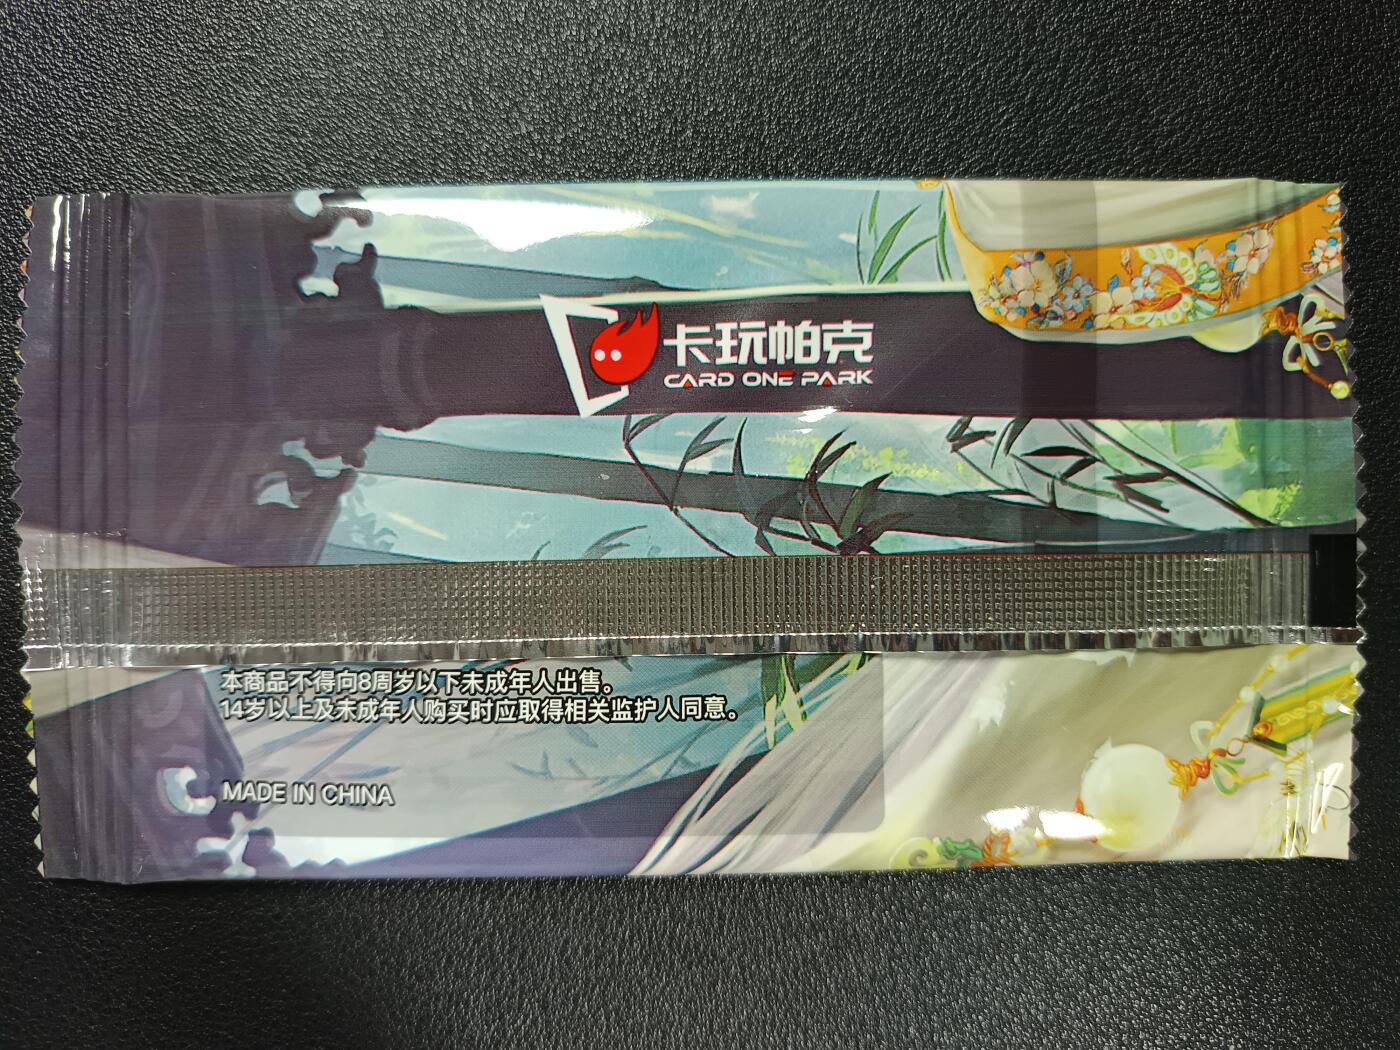 卡玩帕克
CARD ONE PARK
本商品不得向8周岁以下未成年人出售。
14岁以上及未成年人购买时应取得相关监护人同意。
MADE IN CHINA